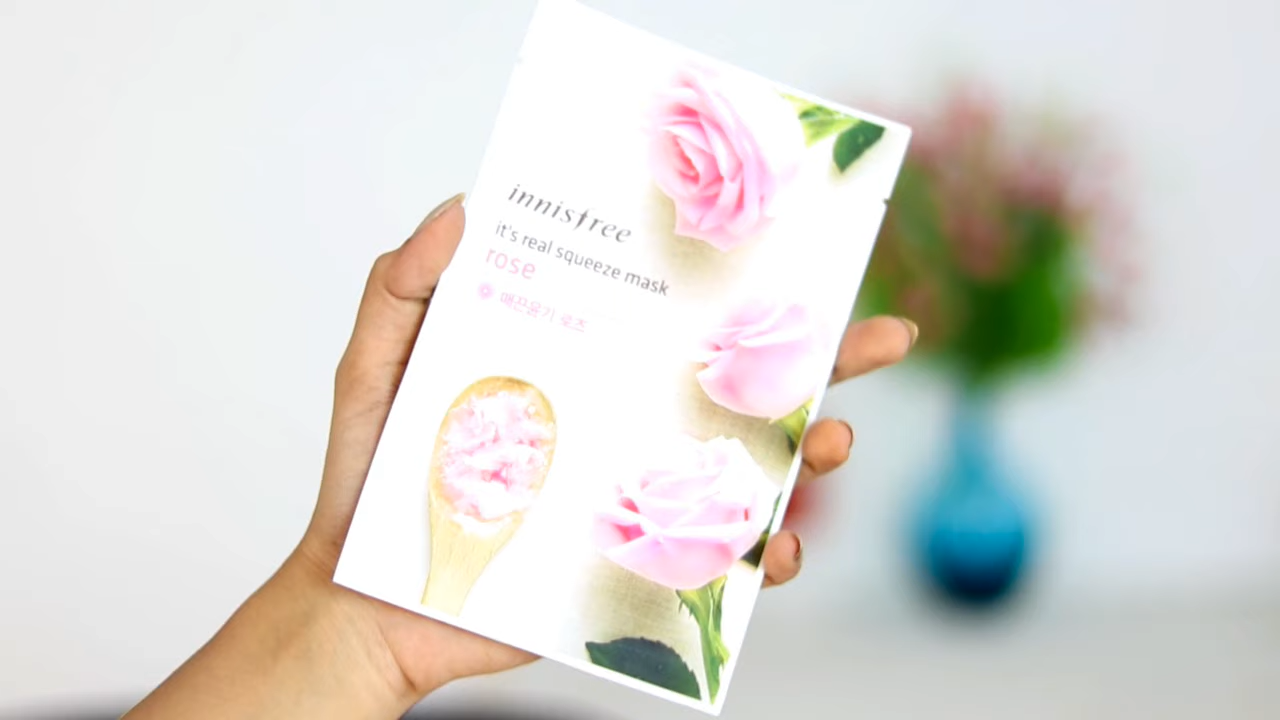 innisfree
it's real squeeze mask
rose
매끈윤기 로즈